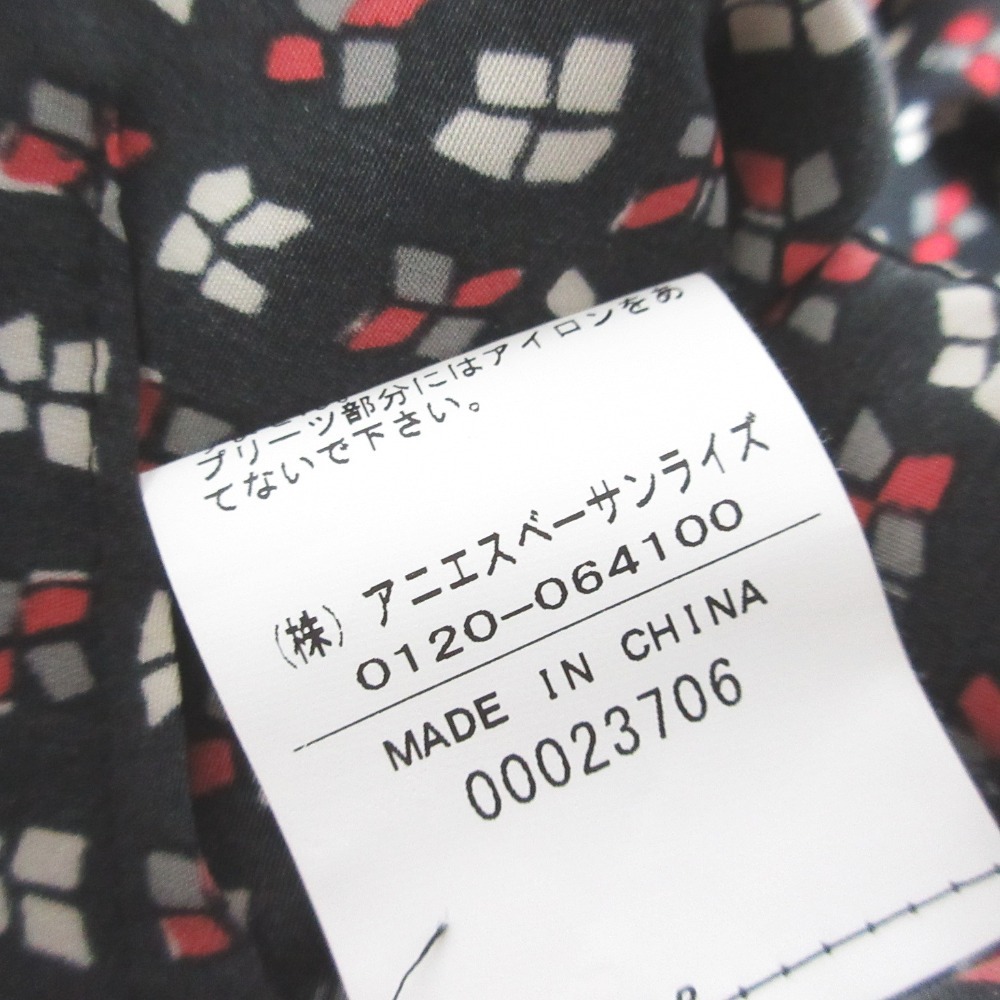 プリーツ部分にはアイロンをあ
てないで下さい。
(株) アニエスベーサンライズ
0120-064100
MADE IN CHINA
00023706